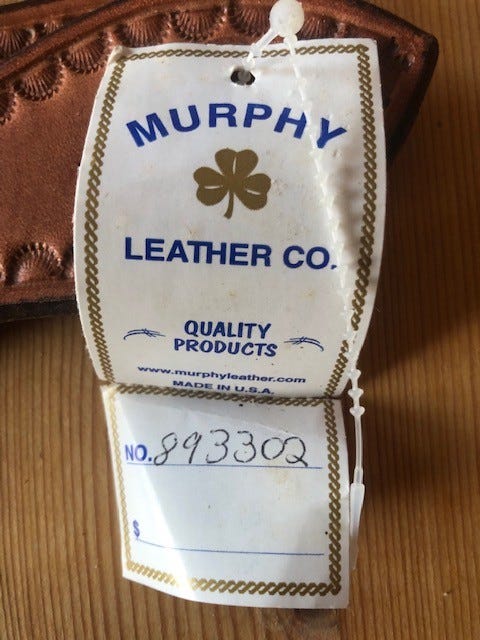 MURPHY
LEATHER CO.
QUALITY
PRODUCTS
www.murphyleather.com
MADE IN U.S.A.
NO. 893302
$